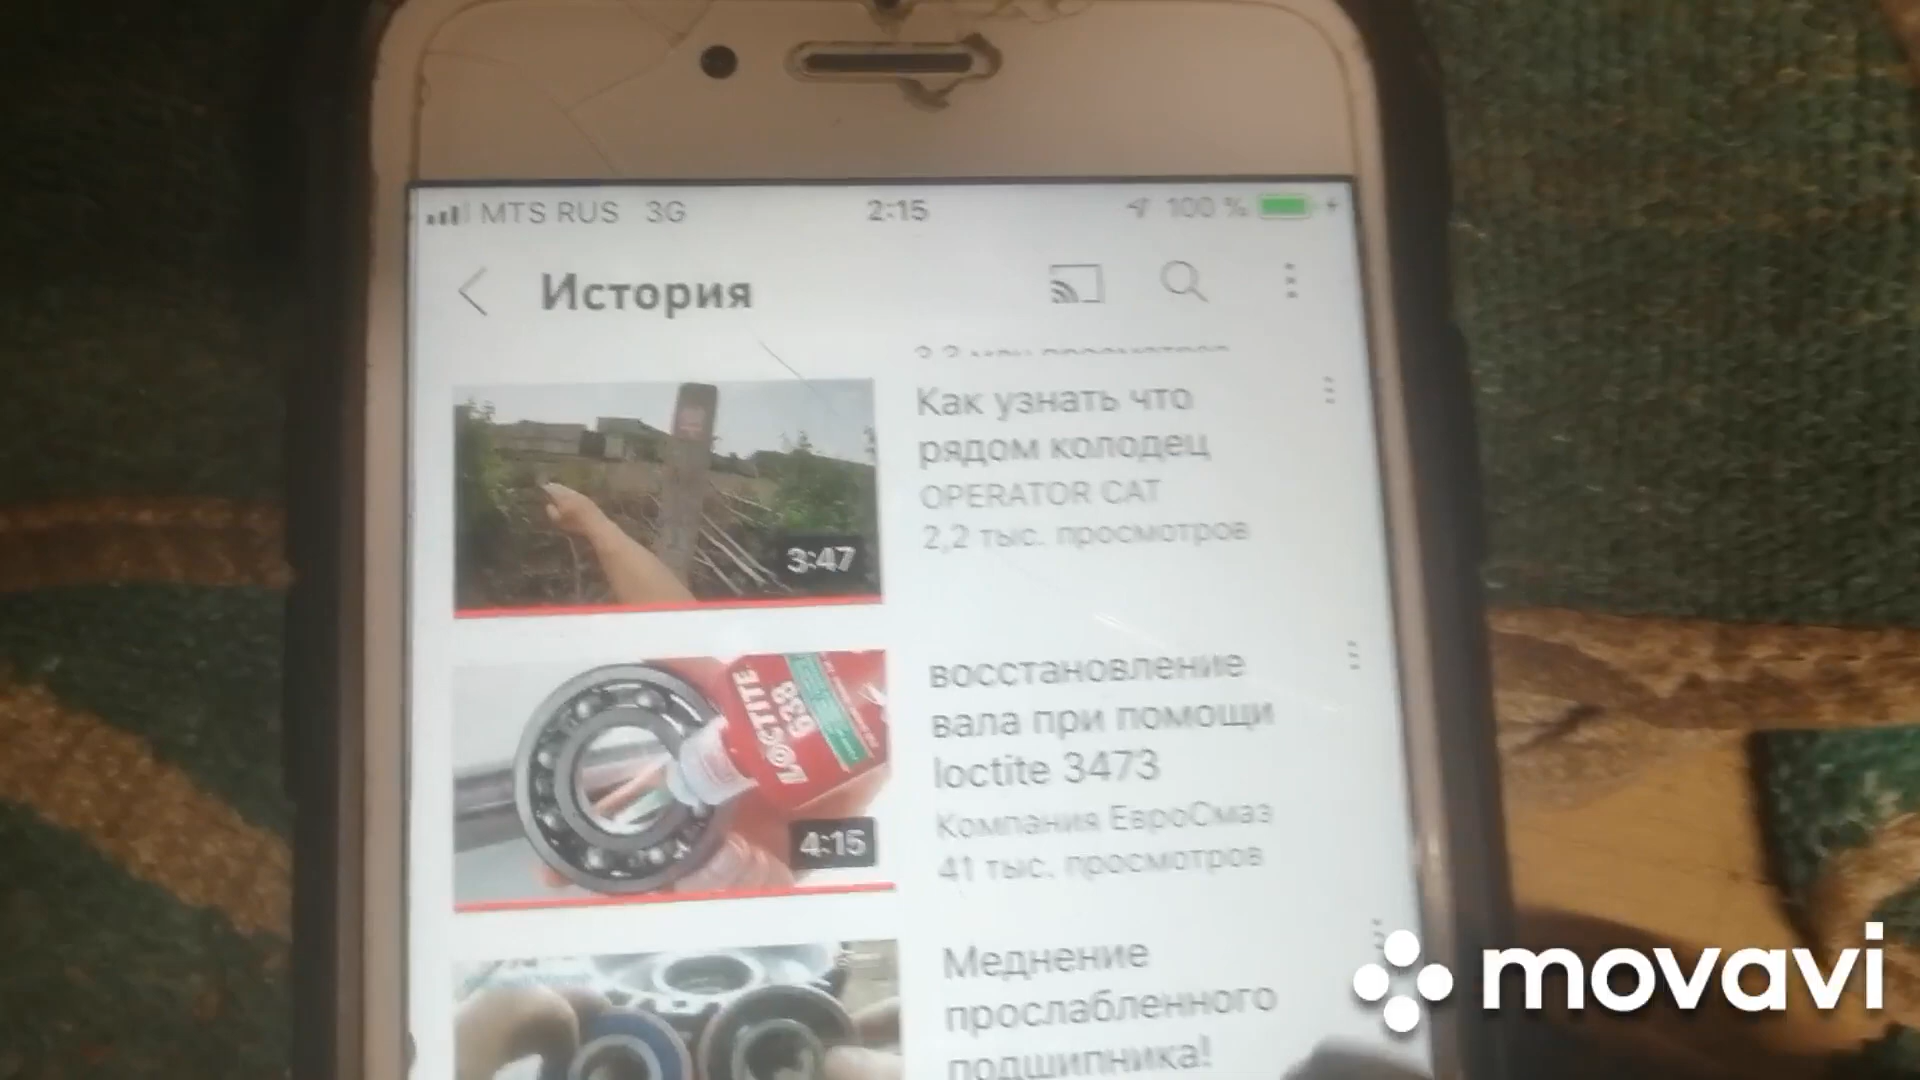 MTS RUS 3G 2:15 100 %
История
Как узнать что
рядом колодец
OPERATOR CAT
2,2 тыс. просмотров
3:47
восстановление
вала при помощи
loctite 3473
Компания ЕвроСмаз
41 тыс. просмотров
LOCTITE
638
4:15
Меднение
прослабленного
подшипника!
movavi